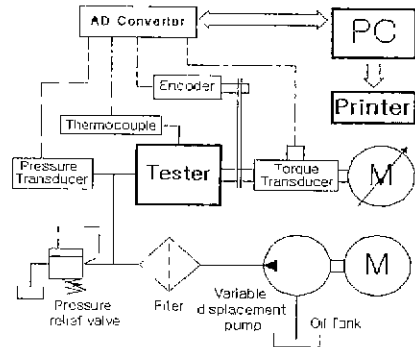 AD Converter
PC
Encoder
Printer
Thermocouple
Pressure
Transducer
Tester
Torque
Transducer
M
M
Pressure
relief valve
Filter
Variable
displacement
pump
Oil Tank